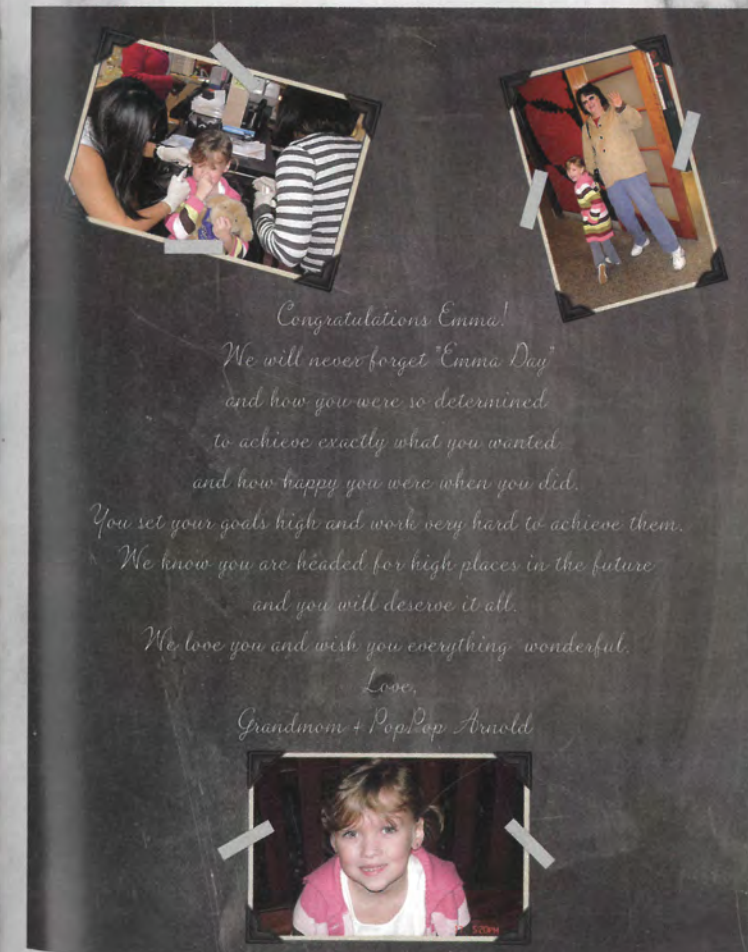 Congratulations Emma!
We will never forget "Emma Day"
and how you were so determined
to achieve exactly what you wanted
and how happy you were when you did.
You set your goals high and work very hard to achieve them.
We know you are headed for high places in the future
and you will deserve it all.
We love you and wish you everything wonderful.
Love,
Grandmom + PopPop Arnold
5:20PM